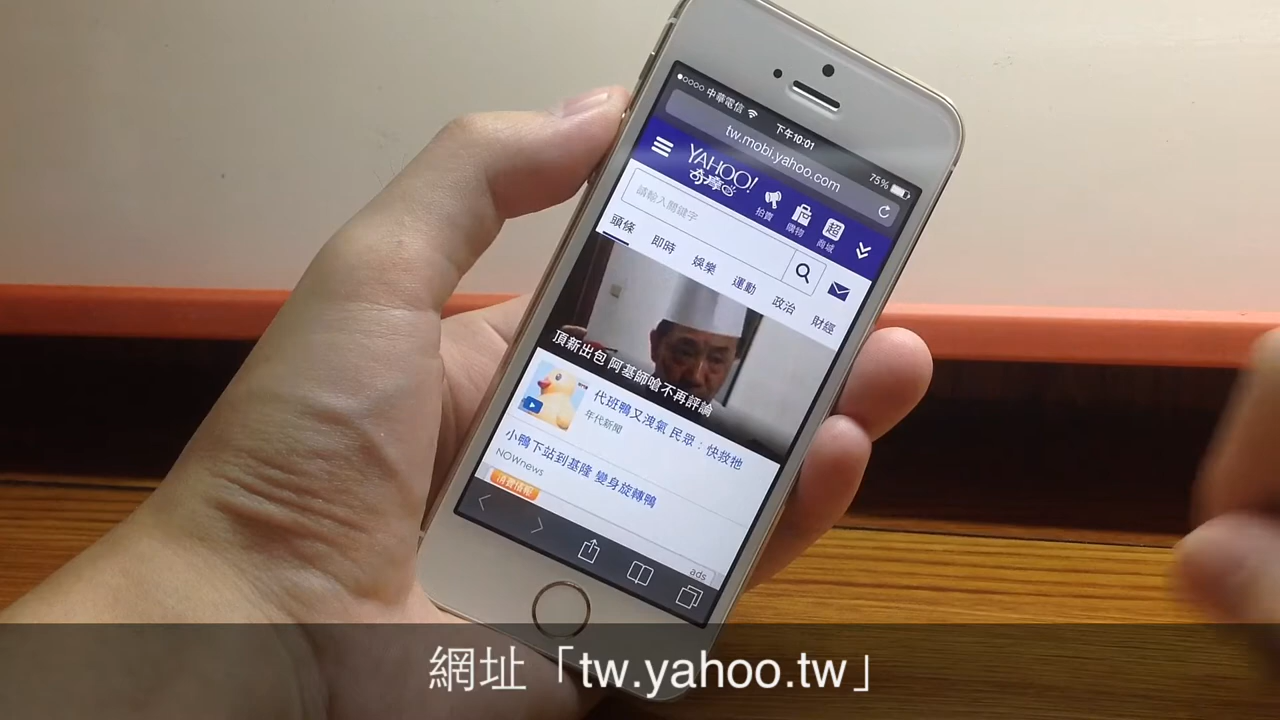 中華電信
下午10:01
75%
tw.mobi.yahoo.com
YAHOO!
奇摩
拍賣
購物
超
商城
請輸入關鍵字
頭條
即時
娛樂
運動
政治
財經
頂新出包 阿基師嗆不再評論
代班鴨又洩氣 民眾：快救牠
年代新聞
小鴨下站到基隆 變身旋轉鴨
NOWnews
消費情報
ads
網址「tw.yahoo.tw」